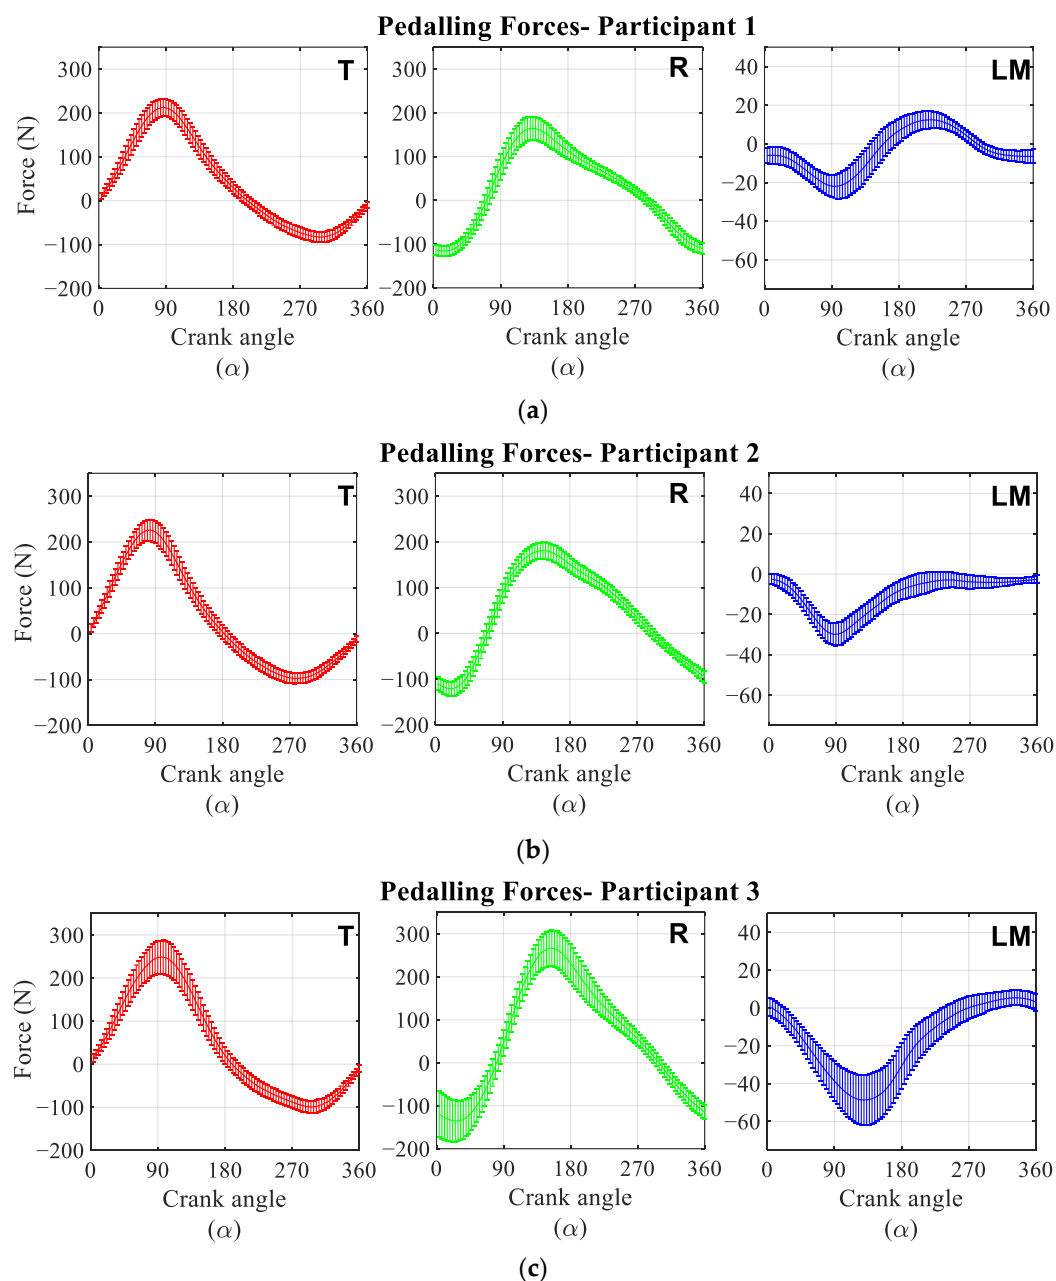 Pedalling Forces- Participant 1
T
R
LM
Force (N)
300
200
100
0
−100
−200
0 90 180 270 360
Crank angle
(α)
300
200
100
0
−100
−200
0 90 180 270 360
Crank angle
(α)
40
20
0
−20
−40
−60
0 90 180 270 360
Crank angle
(α)
(a)
Pedalling Forces- Participant 2
T
R
LM
Force (N)
300
200
100
0
−100
−200
0 90 180 270 360
Crank angle
(α)
300
200
100
0
−100
−200
0 90 180 270 360
Crank angle
(α)
40
20
0
−20
−40
−60
0 90 180 270 360
Crank angle
(α)
(b)
Pedalling Forces- Participant 3
T
R
LM
Force (N)
300
200
100
0
−100
−200
0 90 180 270 360
Crank angle
(α)
300
200
100
0
−100
−200
0 90 180 270 360
Crank angle
(α)
40
20
0
−20
−40
−60
0 90 180 270 360
Crank angle
(α)
(c)